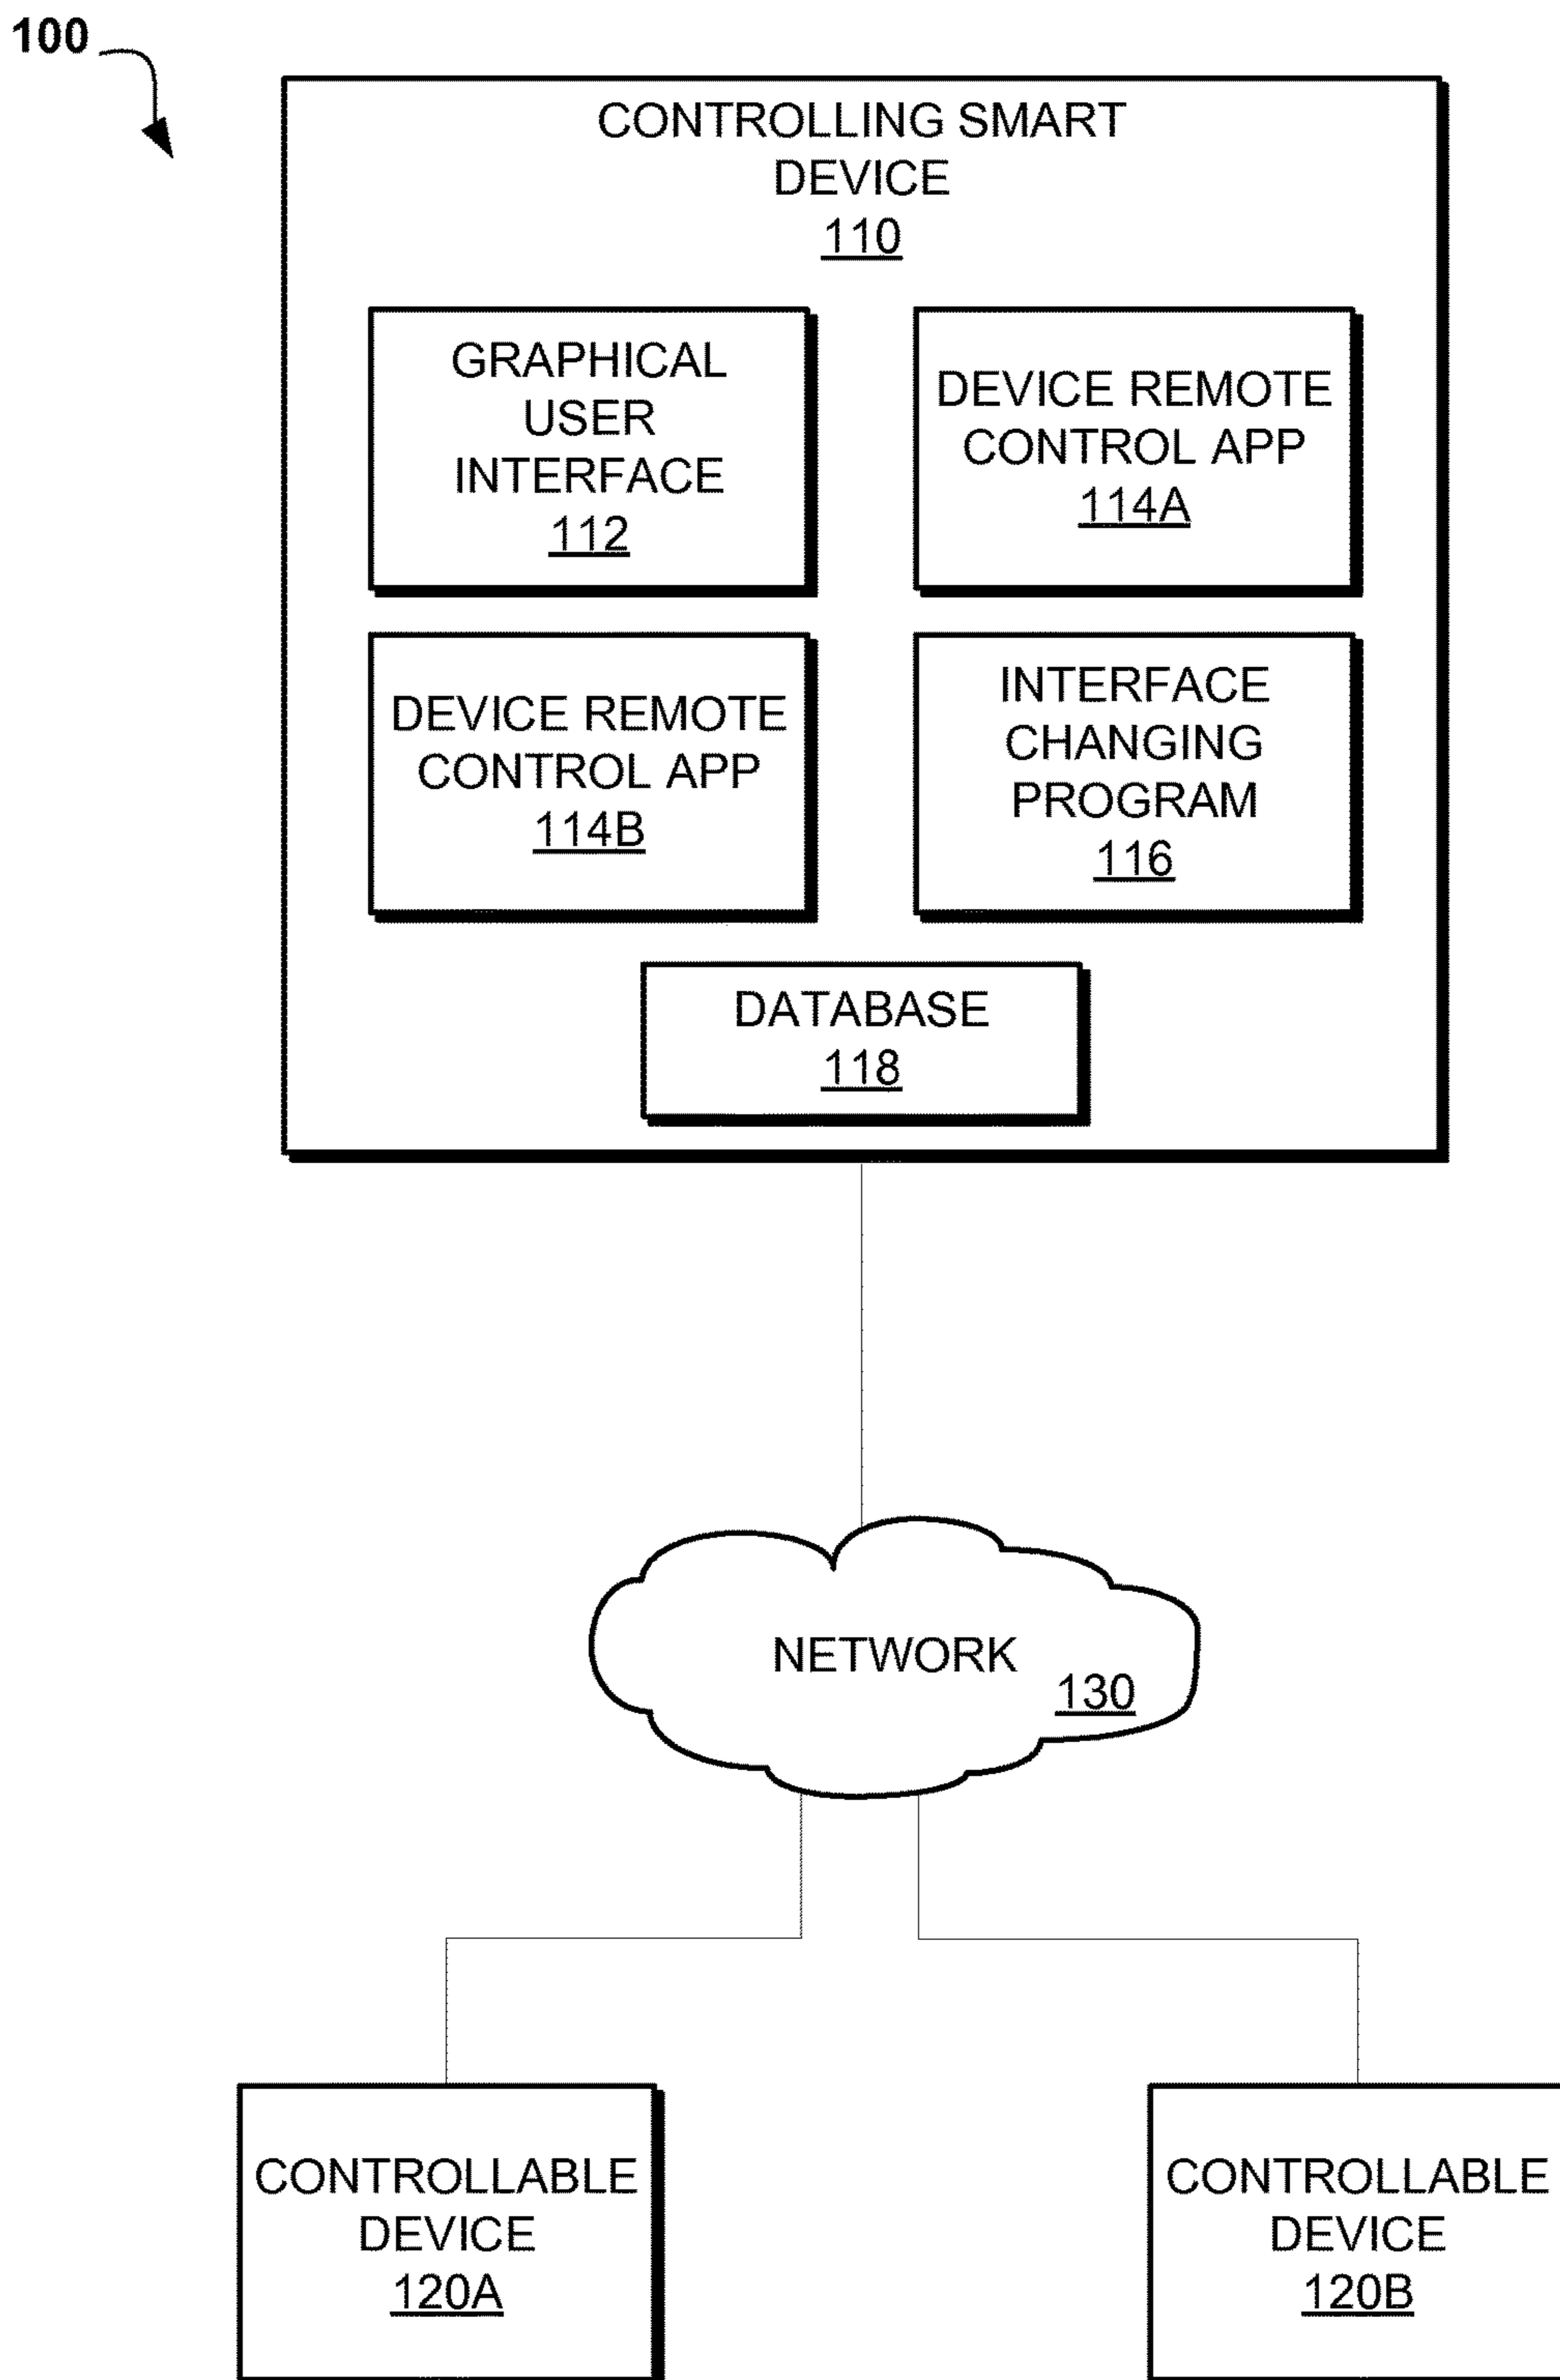 100
CONTROLLING SMART
DEVICE
110
GRAPHICAL
USER
INTERFACE
112
DEVICE REMOTE
CONTROL APP
114A
DEVICE REMOTE
CONTROL APP
114B
INTERFACE
CHANGING
PROGRAM
116
DATABASE
118
NETWORK
130
CONTROLLABLE
DEVICE
120A
CONTROLLABLE
DEVICE
120B